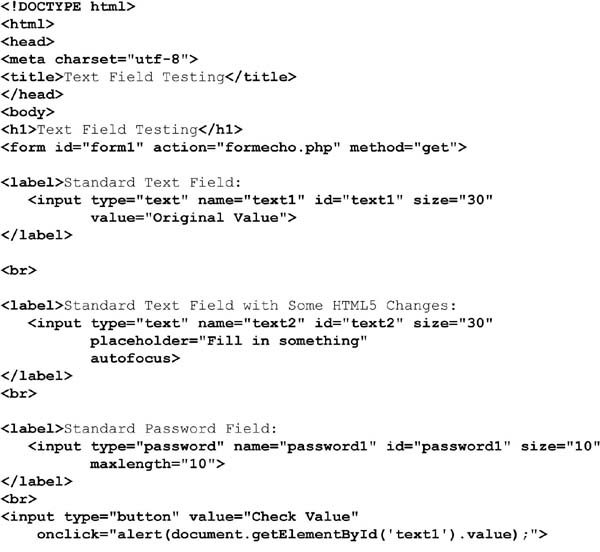 <!DOCTYPE html>
<html>
<head>
<meta charset="utf-8">
<title>Text Field Testing</title>
</head>
<body>
<h1>Text Field Testing</h1>
<form id="form1" action="formecho.php" method="get">

<label>Standard Text Field:
   <input type="text" name="text1" id="text1" size="30"
          value="Original Value">
</label>

<br>

<label>Standard Text Field with Some HTML5 Changes:
   <input type="text" name="text2" id="text2" size="30"
          placeholder="Fill in something"
          autofocus>
</label>
<br>

<label>Standard Password Field:
   <input type="password" name="password1" id="password1" size="10"
          maxlength="10">
</label>
<br>
<input type="button" value="Check Value"
    onclick="alert(document.getElementById('text1').value);">